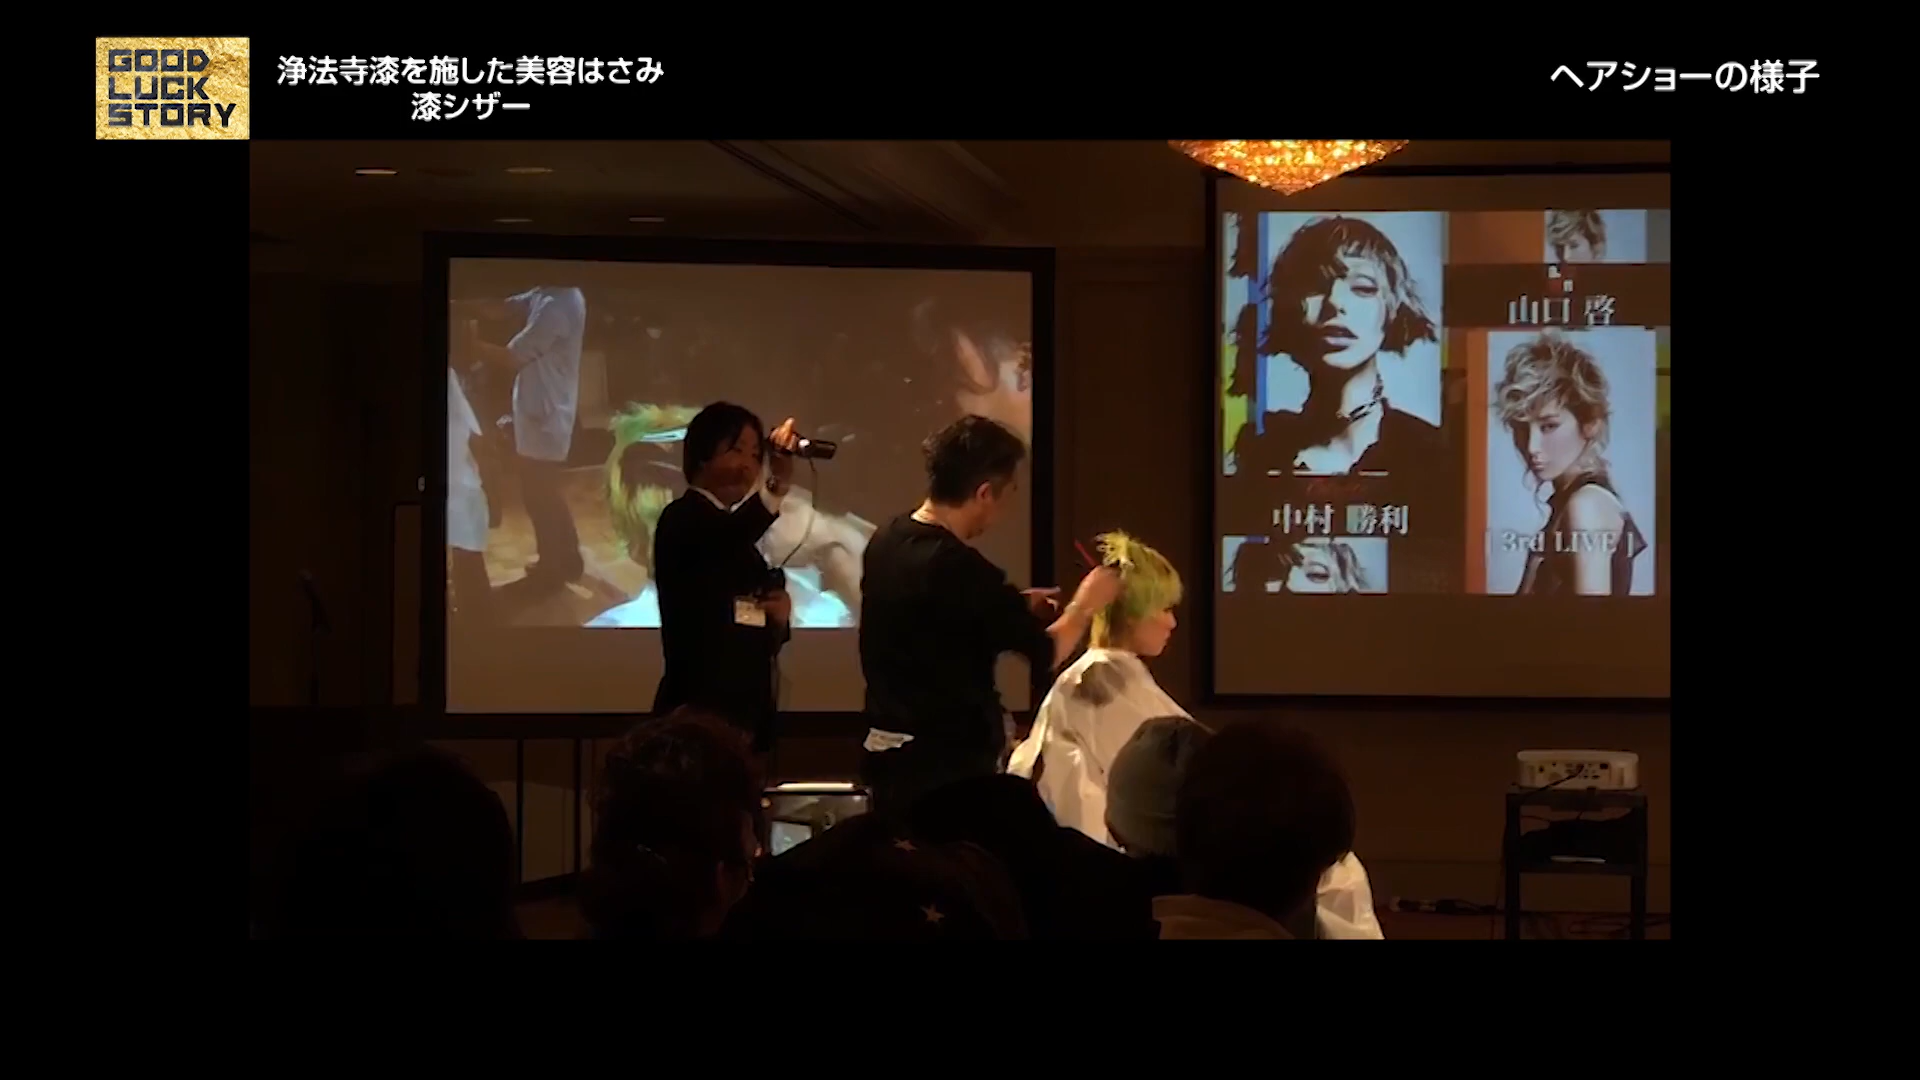 GOOD
LUCK
STORY
浄法寺漆を施した美容はさみ
漆シザー
ヘアショーの様子
山口 啓
中村 勝利
[ 3rd LIVE ]